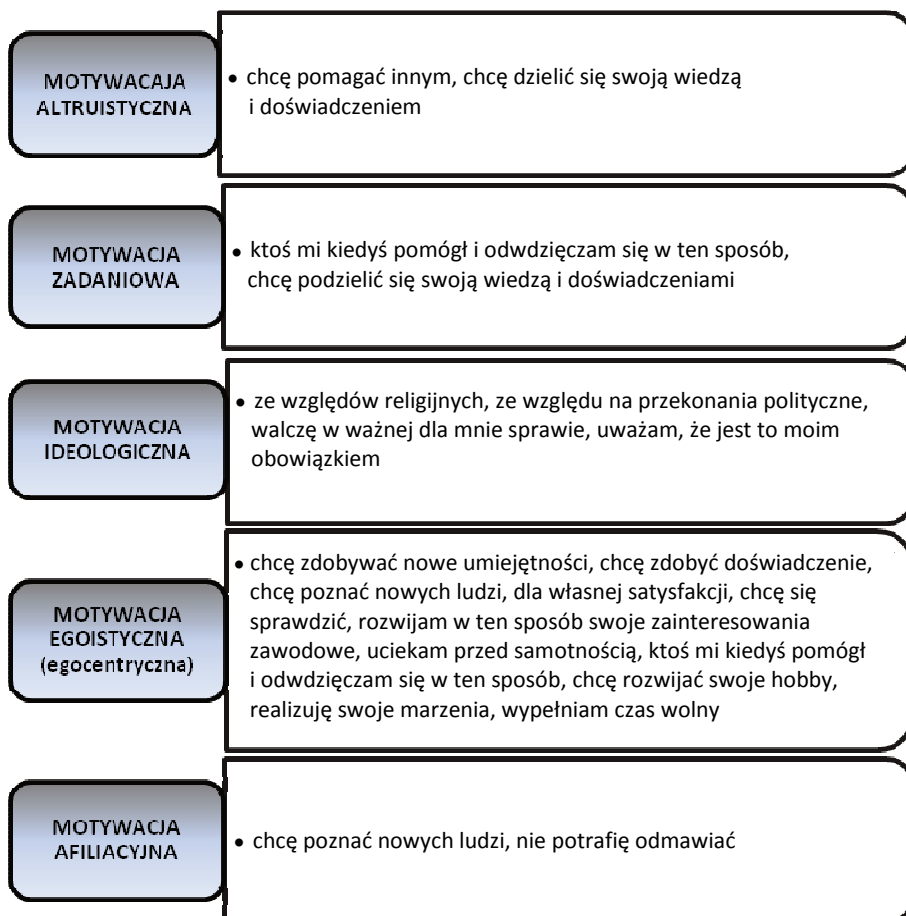 MOTYWACAJA
ALTRUISTYCZNA
• chcę pomagać innym, chcę dzielić się swoją wiedzą
i doświadczeniem
MOTYWACJA
ZADANIOWA
• ktoś mi kiedyś pomógł i odwdzięczam się w ten sposób,
chcę podzielić się swoją wiedzą i doświadczeniami
MOTYWACJA
IDEOLOGICZNA
• ze względów religijnych, ze względu na przekonania polityczne,
walczę w ważnej dla mnie sprawie, uważam, że jest to moim
obowiązkiem
MOTYWACJA
EGOISTYCZNA
(egocentryczna)
• chcę zdobywać nowe umiejętności, chcę zdobyć doświadczenie,
chcę poznać nowych ludzi, dla własnej satysfakcji, chcę się
sprawdzić, rozwijam w ten sposób swoje zainteresowania
zawodowe, uciekam przed samotnością, ktoś mi kiedyś pomógł
i odwdzięczam się w ten sposób, chcę rozwijać swoje hobby,
realizuję swoje marzenia, wypełniam czas wolny
MOTYWACJA
AFILIACYJNA
• chcę poznać nowych ludzi, nie potrafię odmawiać